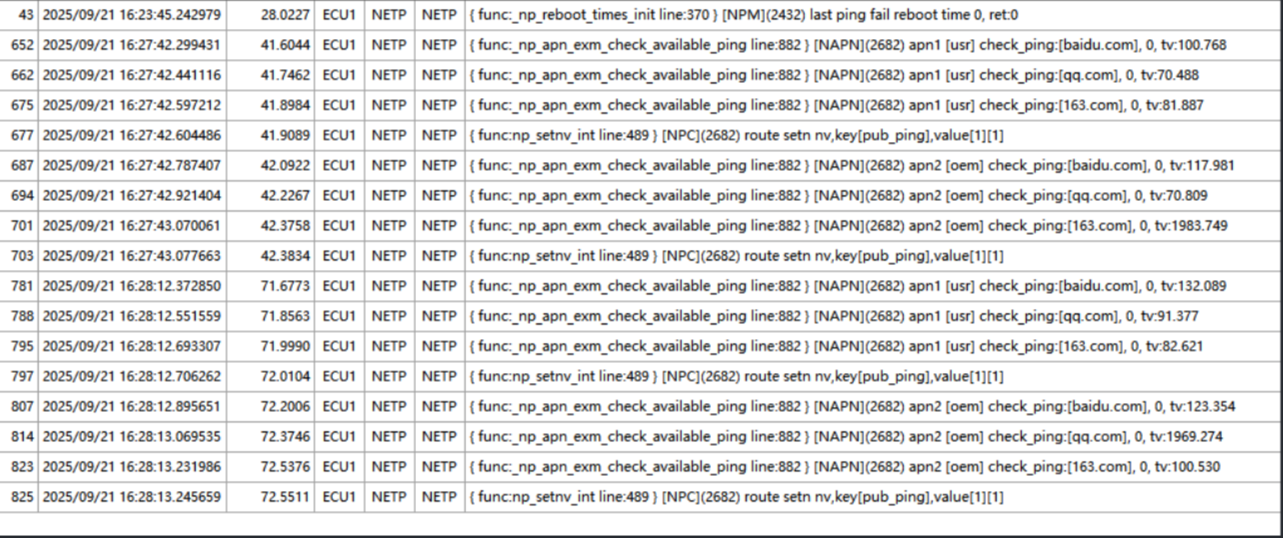 43 2025/09/21 16:23:45.242979 28.0227 ECU1 NETP NETP { func:_np_reboot_times_init line:370 } [NPM](2432) last ping fail reboot time 0, ret:0
652 2025/09/21 16:27:42.299431 41.6044 ECU1 NETP NETP { func:_np_apn_exm_check_available_ping line:882 } [NAPN](2682) apn1 [usr] check_ping:[baidu.com], 0, tv:100.768
662 2025/09/21 16:27:42.441116 41.7462 ECU1 NETP NETP { func:_np_apn_exm_check_available_ping line:882 } [NAPN](2682) apn1 [usr] check_ping:[qq.com], 0, tv:70.488
675 2025/09/21 16:27:42.597212 41.8984 ECU1 NETP NETP { func:_np_apn_exm_check_available_ping line:882 } [NAPN](2682) apn1 [usr] check_ping:[163.com], 0, tv:81.887
677 2025/09/21 16:27:42.604486 41.9089 ECU1 NETP NETP { func:np_setnv_int line:489 } [NPC](2682) route setn nv,key[pub_ping],value[1][1]
687 2025/09/21 16:27:42.787407 42.0922 ECU1 NETP NETP { func:_np_apn_exm_check_available_ping line:882 } [NAPN](2682) apn2 [oem] check_ping:[baidu.com], 0, tv:117.981
694 2025/09/21 16:27:42.921404 42.2267 ECU1 NETP NETP { func:_np_apn_exm_check_available_ping line:882 } [NAPN](2682) apn2 [oem] check_ping:[qq.com], 0, tv:70.809
701 2025/09/21 16:27:43.070061 42.3758 ECU1 NETP NETP { func:_np_apn_exm_check_available_ping line:882 } [NAPN](2682) apn2 [oem] check_ping:[163.com], 0, tv:1983.749
703 2025/09/21 16:27:43.077663 42.3834 ECU1 NETP NETP { func:np_setnv_int line:489 } [NPC](2682) route setn nv,key[pub_ping],value[1][1]
781 2025/09/21 16:28:12.372850 71.6773 ECU1 NETP NETP { func:_np_apn_exm_check_available_ping line:882 } [NAPN](2682) apn1 [usr] check_ping:[baidu.com], 0, tv:132.089
788 2025/09/21 16:28:12.551559 71.8563 ECU1 NETP NETP { func:_np_apn_exm_check_available_ping line:882 } [NAPN](2682) apn1 [usr] check_ping:[qq.com], 0, tv:91.377
795 2025/09/21 16:28:12.693307 71.9990 ECU1 NETP NETP { func:_np_apn_exm_check_available_ping line:882 } [NAPN](2682) apn1 [usr] check_ping:[163.com], 0, tv:82.621
797 2025/09/21 16:28:12.706262 72.0104 ECU1 NETP NETP { func:np_setnv_int line:489 } [NPC](2682) route setn nv,key[pub_ping],value[1][1]
807 2025/09/21 16:28:12.895651 72.2006 ECU1 NETP NETP { func:_np_apn_exm_check_available_ping line:882 } [NAPN](2682) apn2 [oem] check_ping:[baidu.com], 0, tv:123.354
814 2025/09/21 16:28:13.069535 72.3746 ECU1 NETP NETP { func:_np_apn_exm_check_available_ping line:882 } [NAPN](2682) apn2 [oem] check_ping:[qq.com], 0, tv:1969.274
823 2025/09/21 16:28:13.231986 72.5376 ECU1 NETP NETP { func:_np_apn_exm_check_available_ping line:882 } [NAPN](2682) apn2 [oem] check_ping:[163.com], 0, tv:100.530
825 2025/09/21 16:28:13.245659 72.5511 ECU1 NETP NETP { func:np_setnv_int line:489 } [NPC](2682) route setn nv,key[pub_ping],value[1][1]